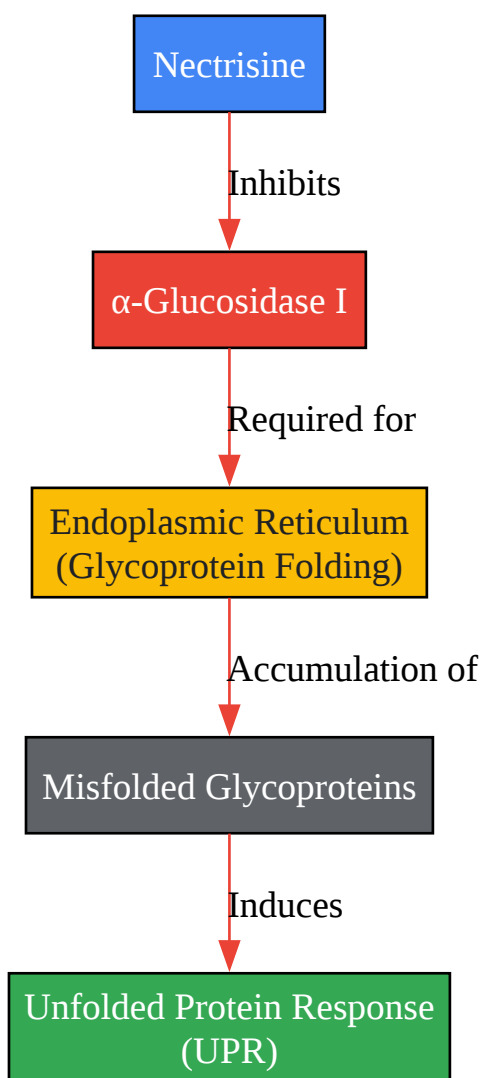 Nectrisine
Inhibits
α-Glucosidase I
Required for
Endoplasmic Reticulum
(Glycoprotein Folding)
Accumulation of
Misfolded Glycoproteins
Induces
Unfolded Protein Response
(UPR)